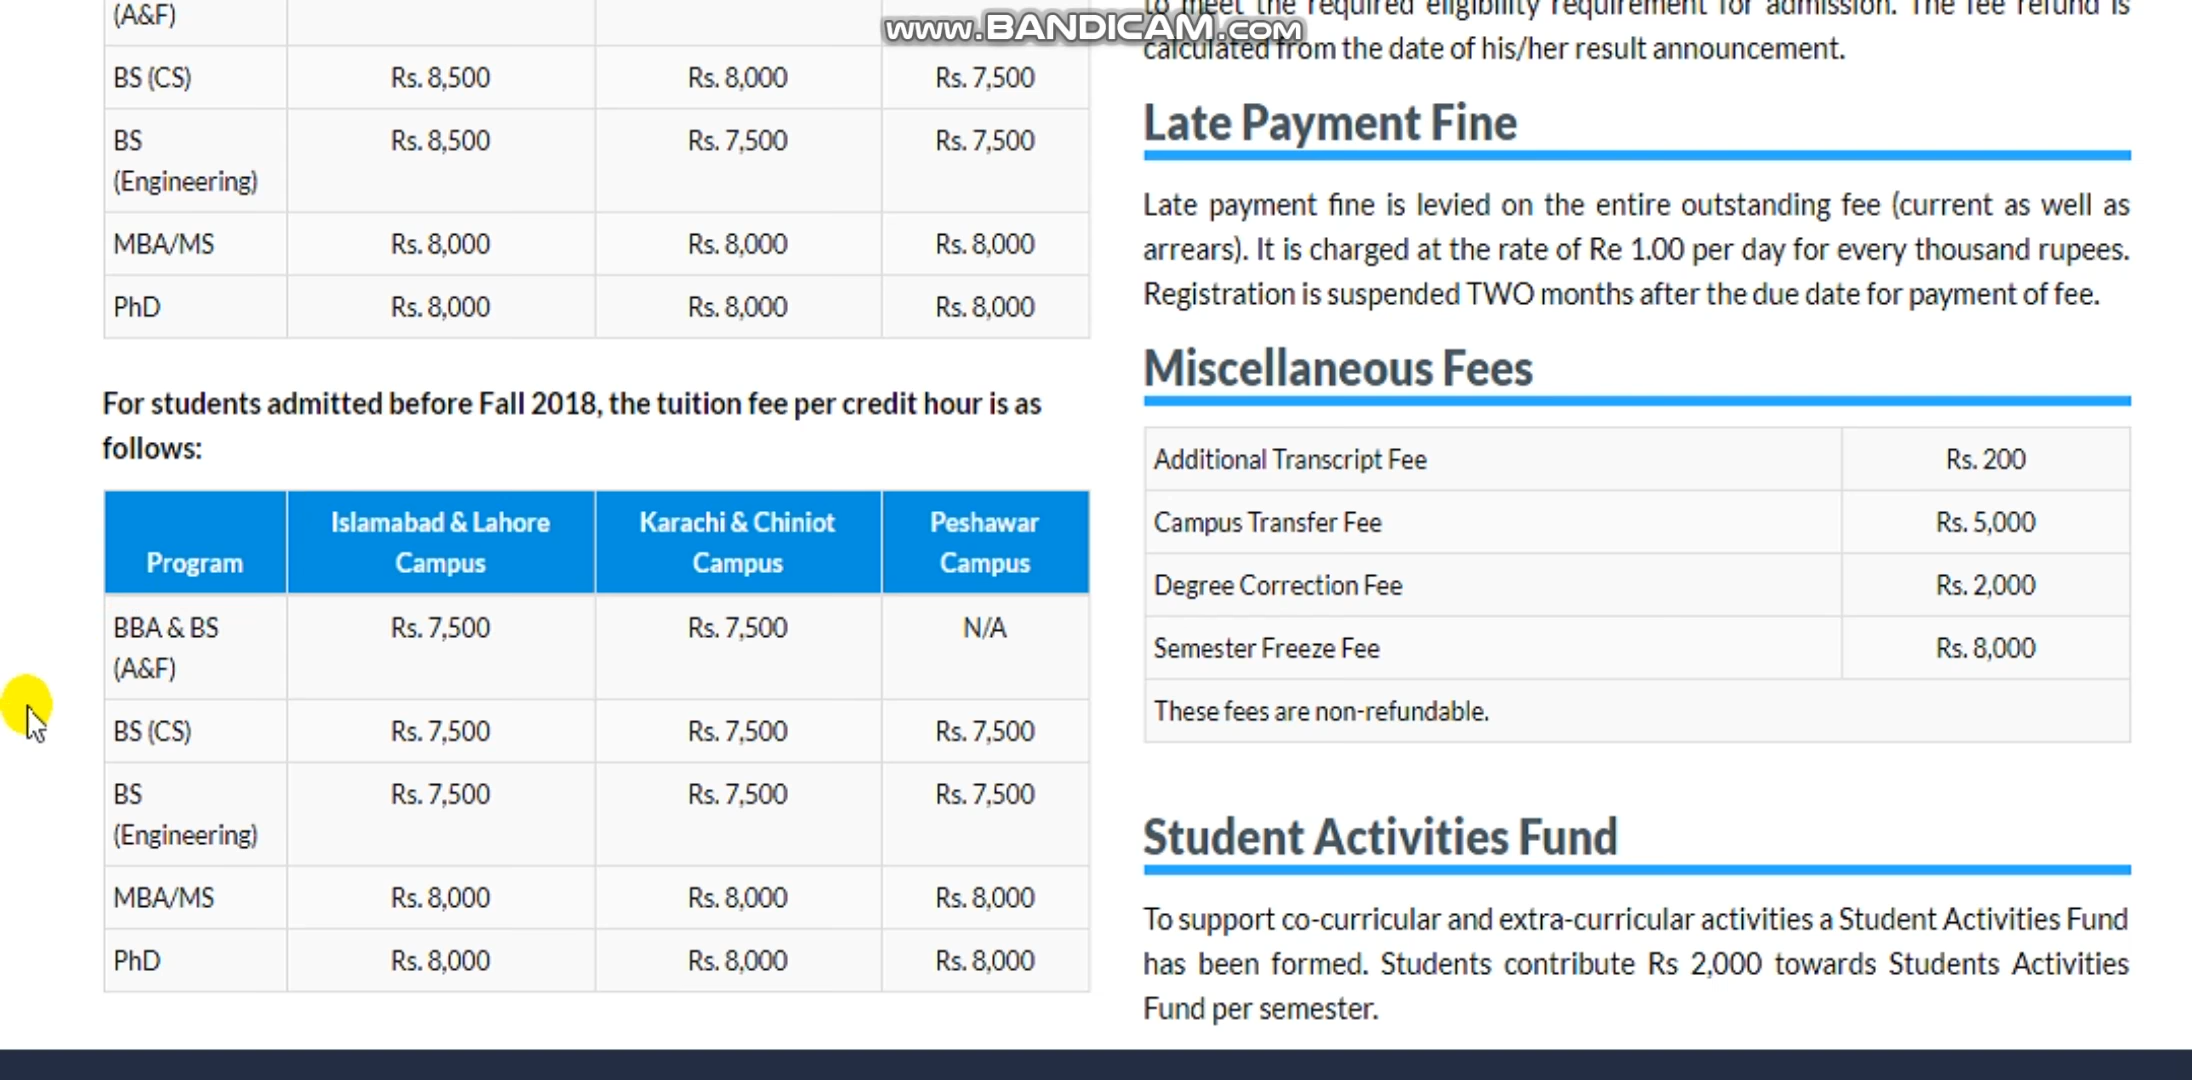 (A&F)
BS (CS) Rs. 8,500 Rs. 8,000 Rs. 7,500
BS Rs. 8,500 Rs. 7,500 Rs. 7,500
(Engineering)
MBA/MS Rs. 8,000 Rs. 8,000 Rs. 8,000
PhD Rs. 8,000 Rs. 8,000 Rs. 8,000
For students admitted before Fall 2018, the tuition fee per credit hour is as
follows:
Islamabad & Lahore Karachi & Chiniot Peshawar
Program Campus Campus Campus
BBA & BS Rs. 7,500 Rs. 7,500 N/A
(A&F)
BS (CS) Rs. 7,500 Rs. 7,500 Rs. 7,500
BS Rs. 7,500 Rs. 7,500 Rs. 7,500
(Engineering)
MBA/MS Rs. 8,000 Rs. 8,000 Rs. 8,000
PhD Rs. 8,000 Rs. 8,000 Rs. 8,000
www.BANDICAM.com
to meet the required eligibility requirement for admission. The fee refund is
calculated from the date of his/her result announcement.
Late Payment Fine
Late payment fine is levied on the entire outstanding fee (current as well as
arrears). It is charged at the rate of Re 1.00 per day for every thousand rupees.
Registration is suspended TWO months after the due date for payment of fee.
Miscellaneous Fees
Additional Transcript Fee Rs. 200
Campus Transfer Fee Rs. 5,000
Degree Correction Fee Rs. 2,000
Semester Freeze Fee Rs. 8,000
These fees are non-refundable.
Student Activities Fund
To support co-curricular and extra-curricular activities a Student Activities Fund
has been formed. Students contribute Rs 2,000 towards Students Activities
Fund per semester.